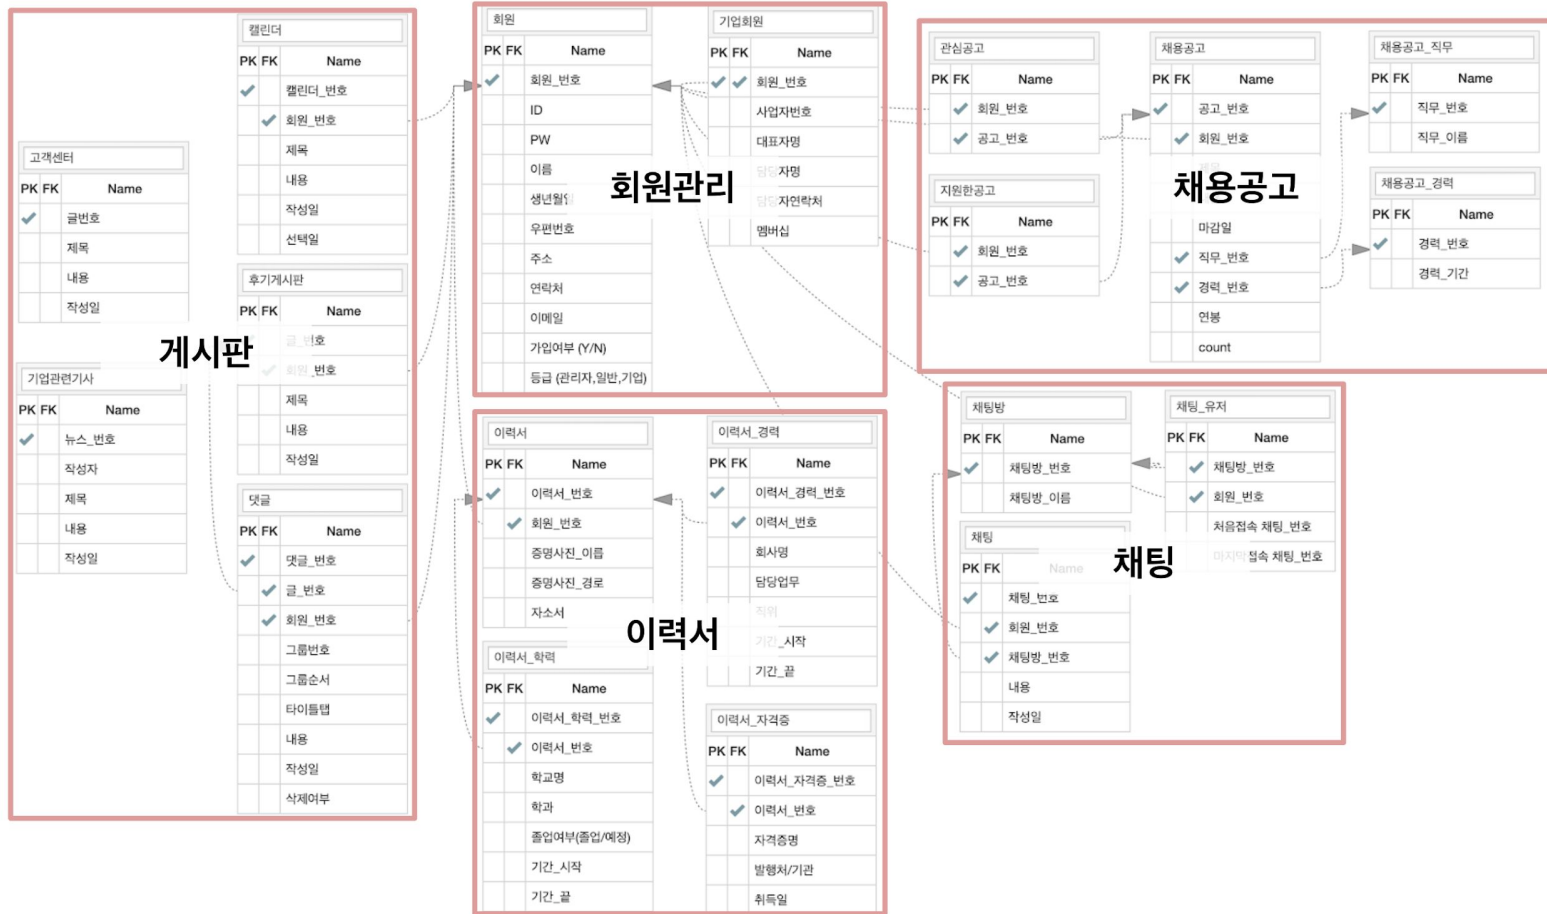 캘린더
PK FK Name
캘린더_번호
회원_번호
제목
내용
작성일
선택일
고객센터
PK FK Name
글번호
제목
내용
작성일
후기게시판
PK FK Name
글_번호
회원_번호
제목
내용
작성일
게시판
기업관련기사
PK FK Name
뉴스_번호
작성자
제목
내용
작성일
댓글
PK FK Name
댓글_번호
글_번호
회원_번호
그룹번호
그룹순서
타이틀탭
내용
작성일
삭제여부
회원
PK FK Name
회원_번호
ID
PW
이름
생년월일
우편번호
주소
연락처
이메일
가입여부 (Y/N)
등급 (관리자,일반,기업)
회원관리
기업회원
PK FK Name
회원_번호
사업자번호
대표자명
담당자명
담당자연락처
멤버십
이력서
PK FK Name
이력서_번호
회원_번호
증명사진_이름
증명사진_경로
자소서
이력서
이력서_학력
PK FK Name
이력서_학력_번호
이력서_번호
학교명
학과
졸업여부(졸업/예정)
기간_시작
기간_끝
이력서_경력
PK FK Name
이력서_경력_번호
이력서_번호
회사명
담당업무
직위
기간_시작
기간_끝
이력서_자격증
PK FK Name
이력서_자격증_번호
이력서_번호
자격증명
발행처/기관
취득일
관심공고
PK FK Name
회원_번호
공고_번호
지원한공고
PK FK Name
회원_번호
공고_번호
채용공고
PK FK Name
공고_번호
회원_번호
마감일
직무_번호
경력_번호
연봉
count
채용공고
채용공고_직무
PK FK Name
직무_번호
직무_이름
채용공고_경력
PK FK Name
경력_번호
경력_기간
채팅방
PK FK Name
채팅방_번호
채팅방_이름
채팅_유저
PK FK Name
채팅방_번호
회원_번호
처음접속 채팅_번호
마지막접속 채팅_번호
채팅
채팅
PK FK Name
채팅_번호
회원_번호
채팅방_번호
내용
작성일